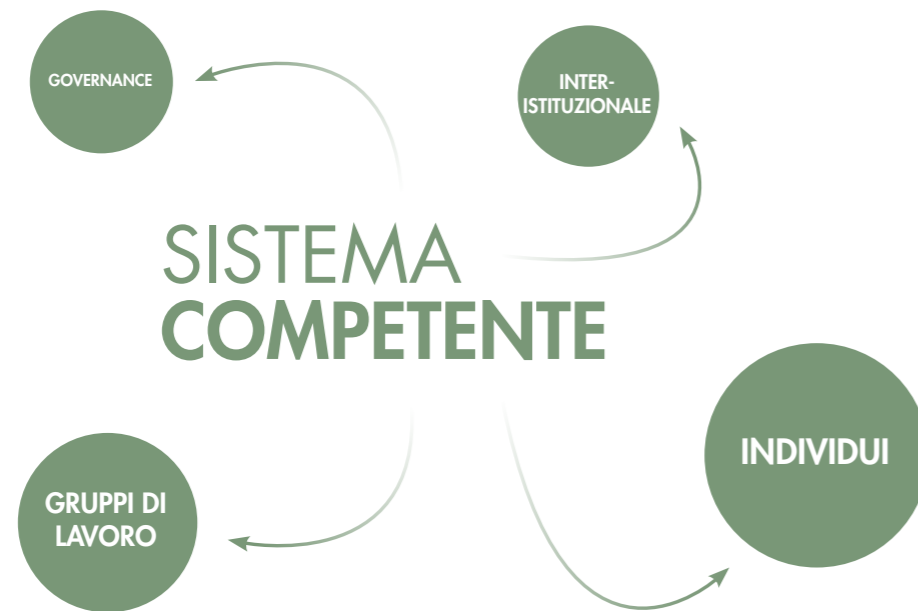 GOVERNANCE
INTER-
ISTITUZIONALE
SISTEMA
COMPETENTE
INDIVIDUI
GRUPPI DI
LAVORO